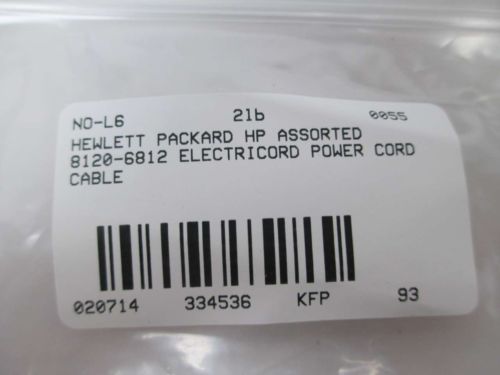 NO-L6 21b 0055
HEWLETT PACKARD HP ASSORTED
8120-6812 ELECTRICORD POWER CORD
CABLE
020714 334536 KFP 93